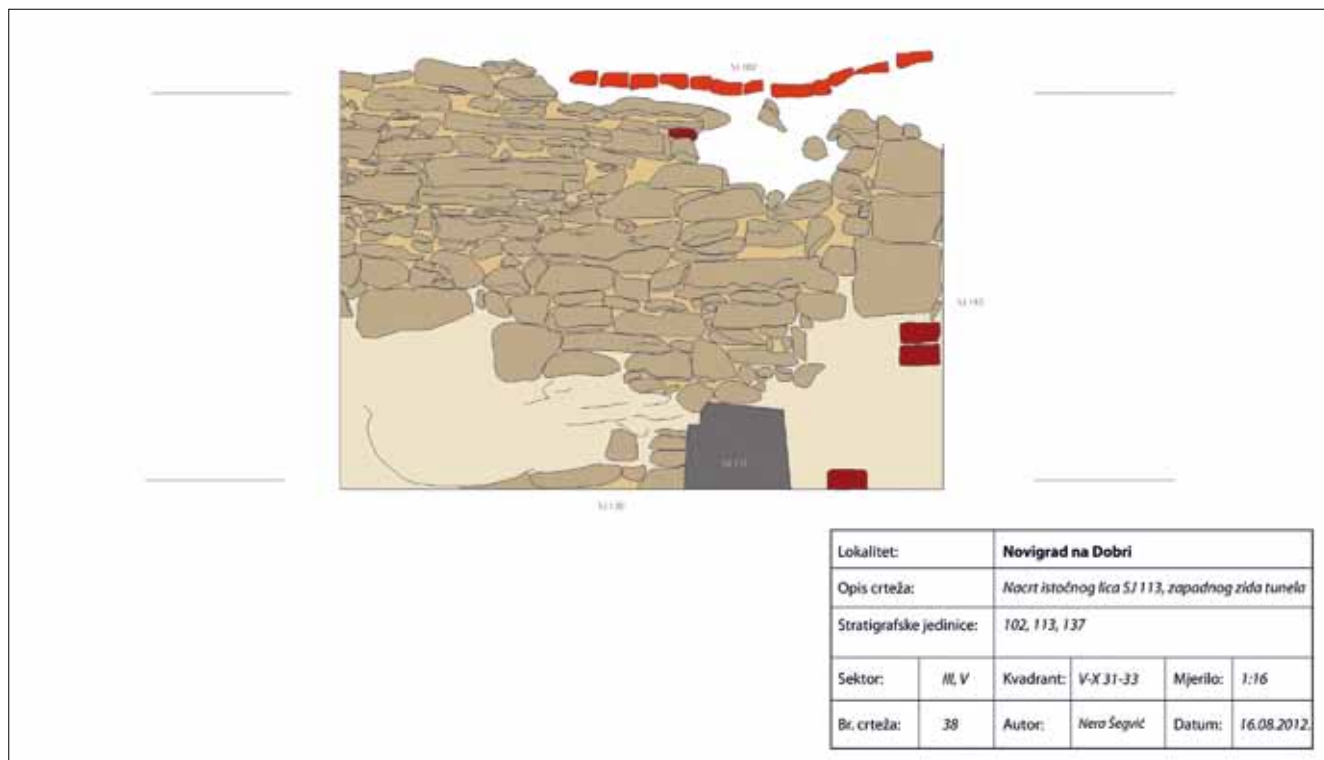 Lokalitet: Novigrad na Dobri
Opis crteža: Nacrt istočnog lica SJ 113, zapadnog zida tunela
Stratigrafske jedinice: 102, 113, 137
Sektor: III, V Kvadrant: V-X 31-33 Mjerilo: 1:16
Br. crteža: 38 Autor: Nera Šegvić Datum: 16.08.2012.